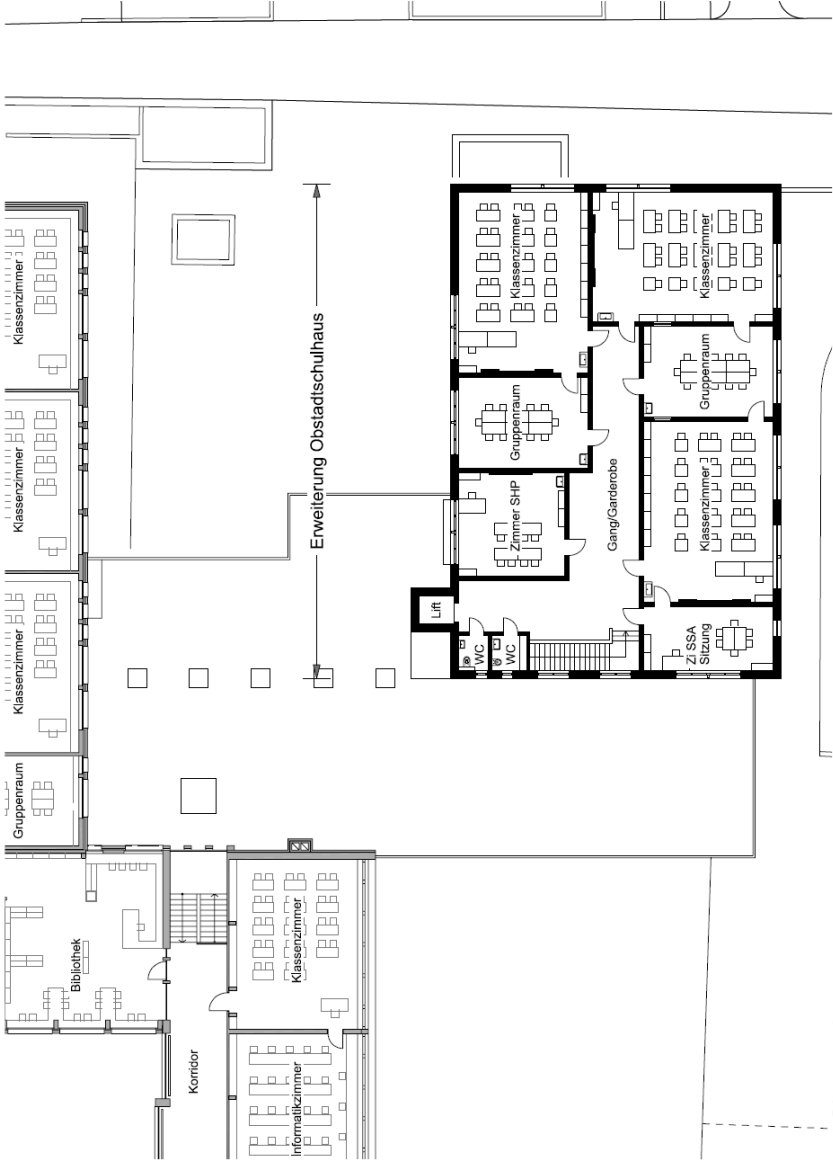 Klassenzimmer
Klassenzimmer
Klassenzimmer
Gruppenraum
Bibliothek
Korridor
Klassenzimmer
Informatikzimmer
Erweiterung Obstadtschulhaus
Klassenzimmer
Klassenzimmer
Gruppenraum
Gruppenraum
Zimmer SHP
Gang/Garderobe
Klassenzimmer
Lift
WC
WC
Zi SSA
Sitzung